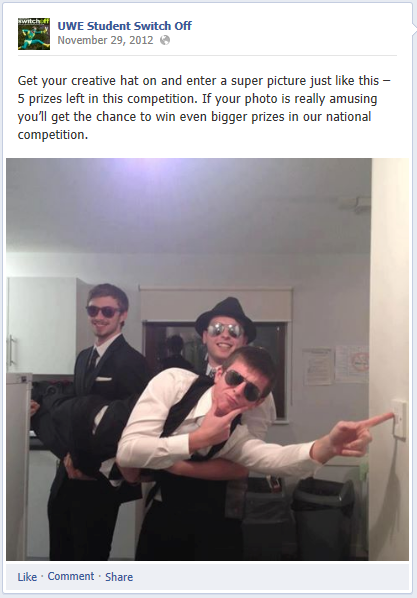 switchoff
UWE Student Switch Off
November 29, 2012
Get your creative hat on and enter a super picture just like this –
5 prizes left in this competition. If your photo is really amusing
you'll get the chance to win even bigger prizes in our national
competition.
Like · Comment · Share